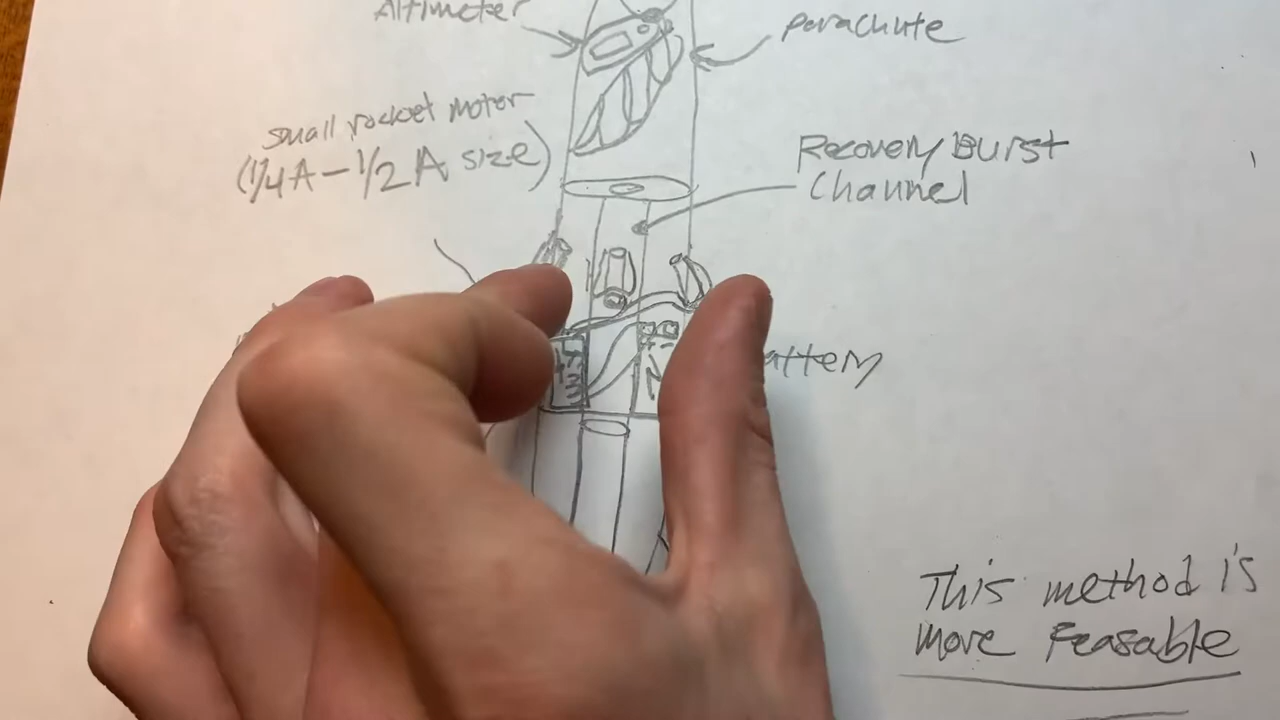 Altimeter
parachute
small rocket motor
(1/4A-1/2A size)
Recovery Burst
Channel
attery
This method is
more feasable